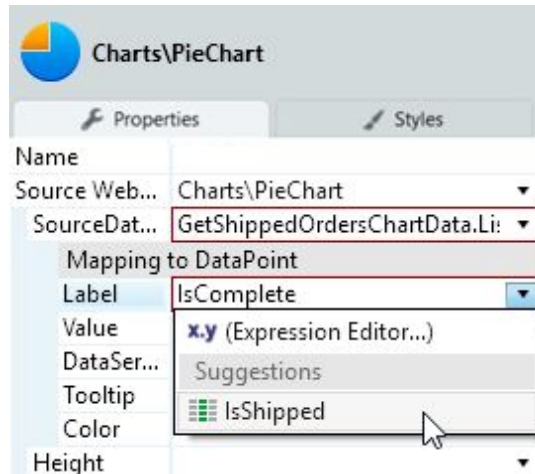 Charts\PieChart
Properties Styles
Name
Source Web... Charts\PieChart
SourceDat... GetShippedOrdersChartData.Li
Mapping to DataPoint
Label IsComplete
Value x.y (Expression Editor...)
DataSer... Suggestions
Tooltip IsShipped
Color
Height